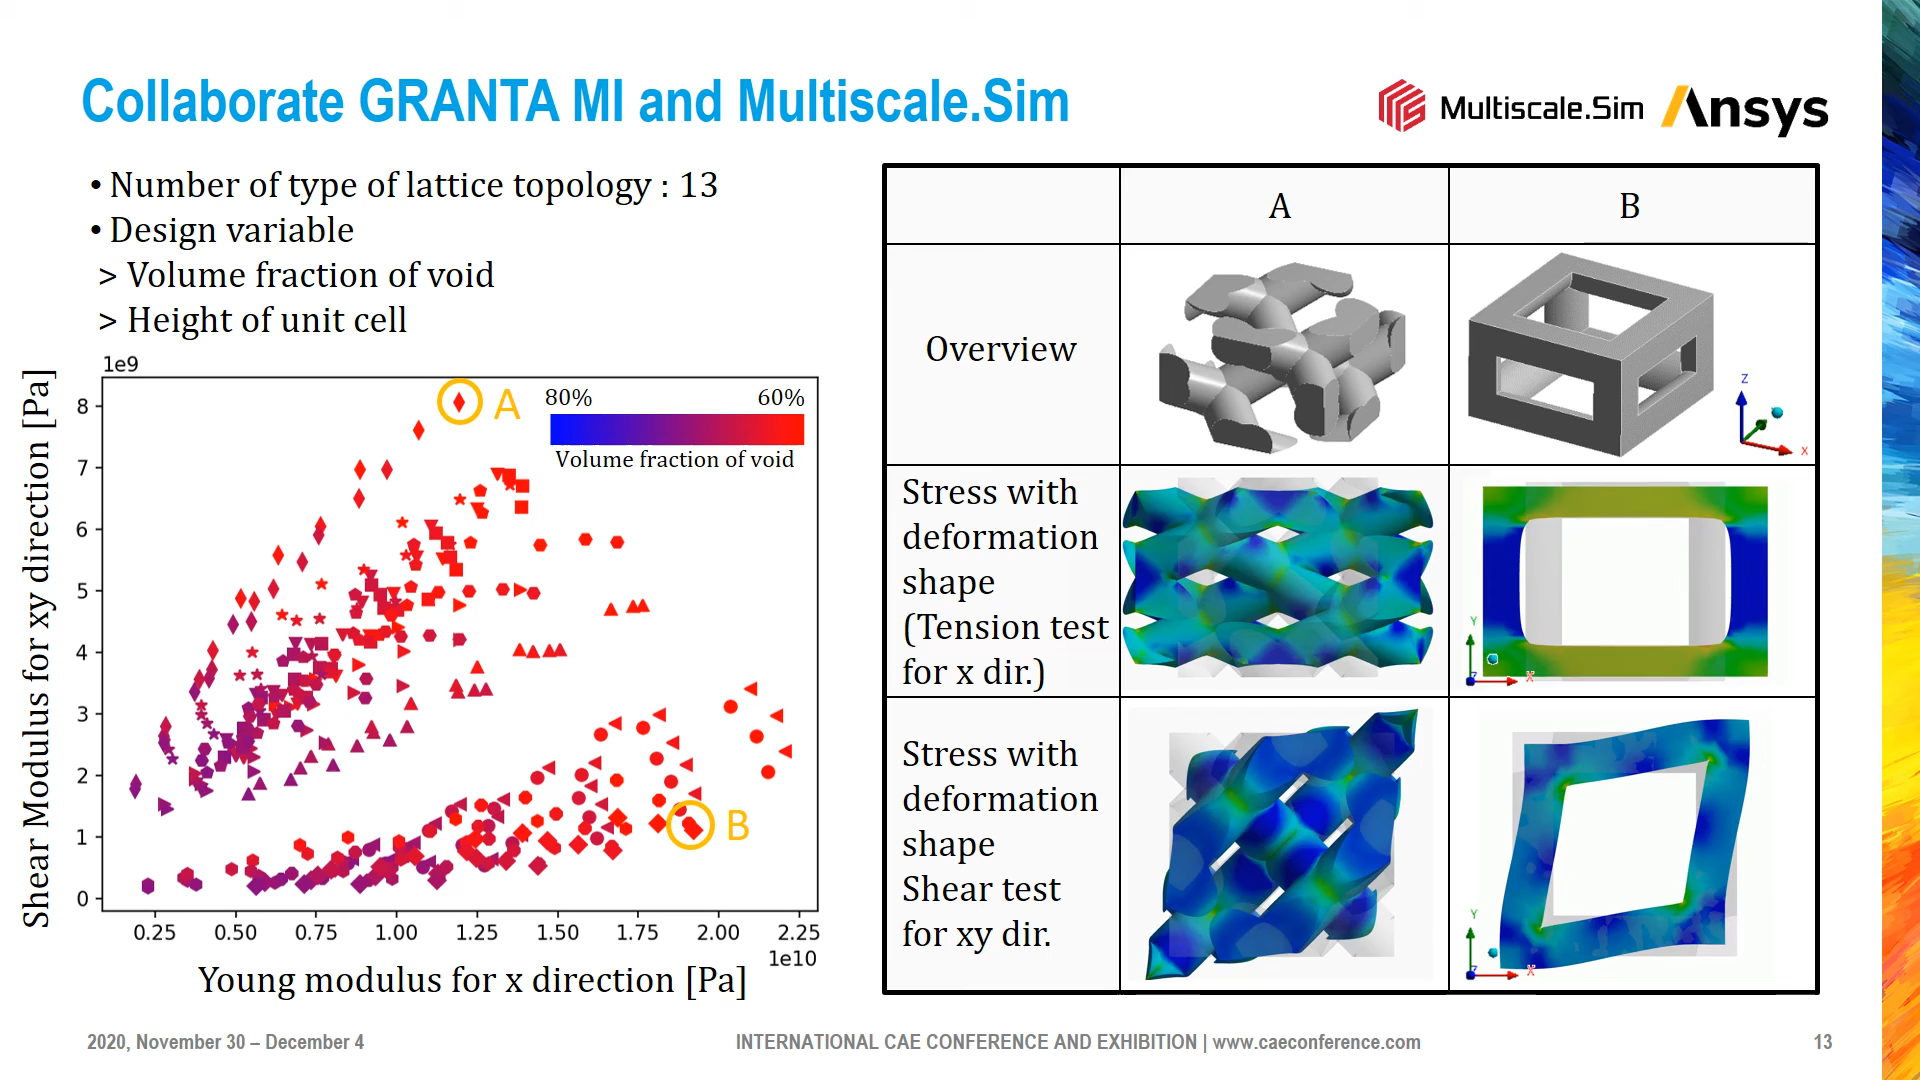 Collaborate GRANTA MI and Multiscale.Sim
Multiscale.Sim
Ansys
• Number of type of lattice topology : 13
• Design variable
> Volume fraction of void
> Height of unit cell
1e9
Shear Modulus for xy direction [Pa]
8
7
6
5
4
3
2
1
0
A
80%
60%
Volume fraction of void
B
0.25
0.50
0.75
1.00
1.25
1.50
1.75
2.00
2.25
1e10
Young modulus for x direction [Pa]
A
B
Overview
Z
X
Stress with
deformation
shape
(Tension test
for x dir.)
Y
Z
X
Stress with
deformation
shape
Shear test
for xy dir.
Y
Z
X
2020, November 30 – December 4
INTERNATIONAL CAE CONFERENCE AND EXHIBITION | www.caeconference.com
13